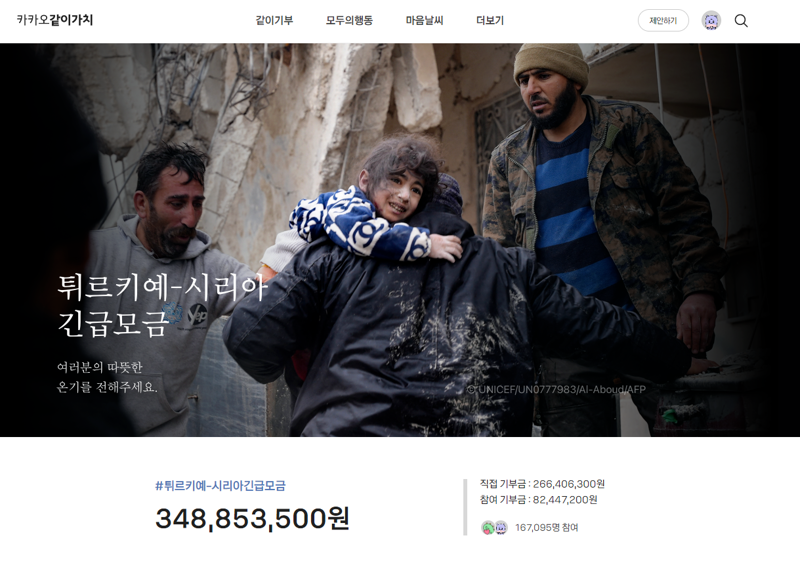 카카오같이가치
같이기부 모두의행동 마음날씨 더보기
제안하기
튀르키예-시리아
긴급모금
여러분의 따뜻한
온기를 전해주세요.
© UNICEF/UN0777983/Al-Aboud/AFP
#튀르키예-시리아긴급모금
348,853,500원
직접 기부금 : 266,406,300원
참여 기부금 : 82,447,200원
167,095명 참여